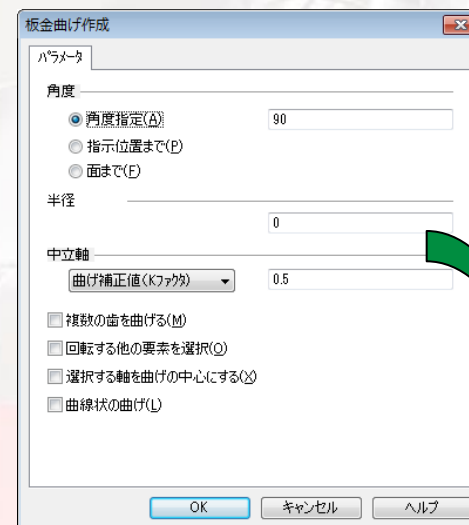 板金曲げ作成
パラメータ
角度
角度指定(A) 90
指示位置まで(P)
面まで(F)
半径
0
中立軸
曲げ補正値(Kファクタ) 0.5
複数の歯を曲げる(M)
回転する他の要素を選択(O)
選択する軸を曲げの中心にする(X)
曲線状の曲げ(L)
OK キャンセル ヘルプ